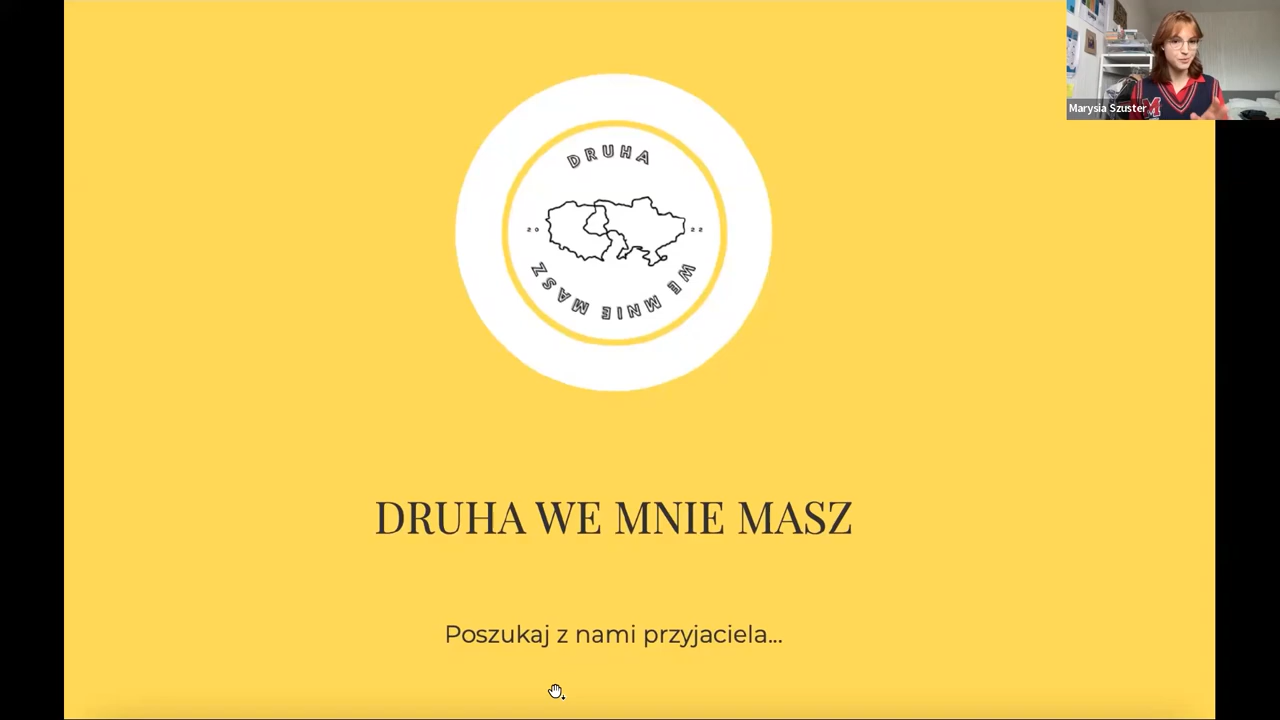 Marysia Szuster
DRUHA
20 22
WE MNIE MASZ
DRUHA WE MNIE MASZ
Poszukaj z nami przyjaciela...